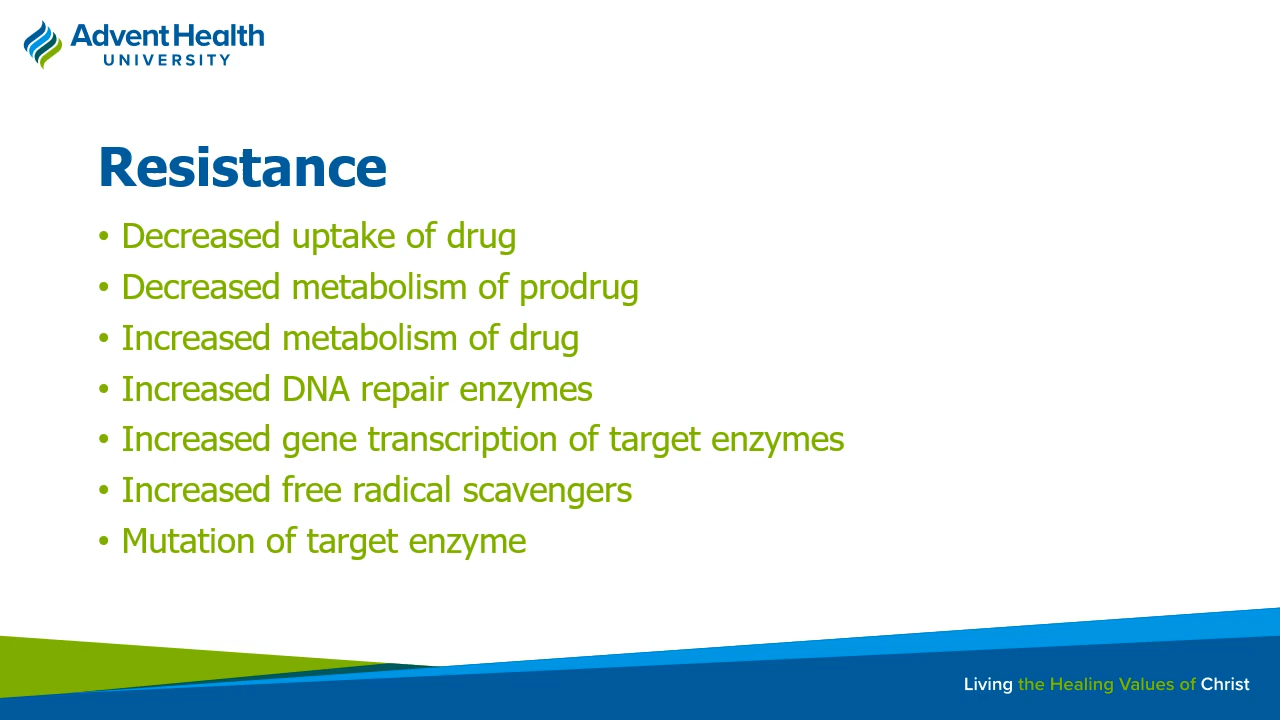 AdventHealth
UNIVERSITY
Resistance
• Decreased uptake of drug
• Decreased metabolism of prodrug
• Increased metabolism of drug
• Increased DNA repair enzymes
• Increased gene transcription of target enzymes
• Increased free radical scavengers
• Mutation of target enzyme
Living the Healing Values of Christ